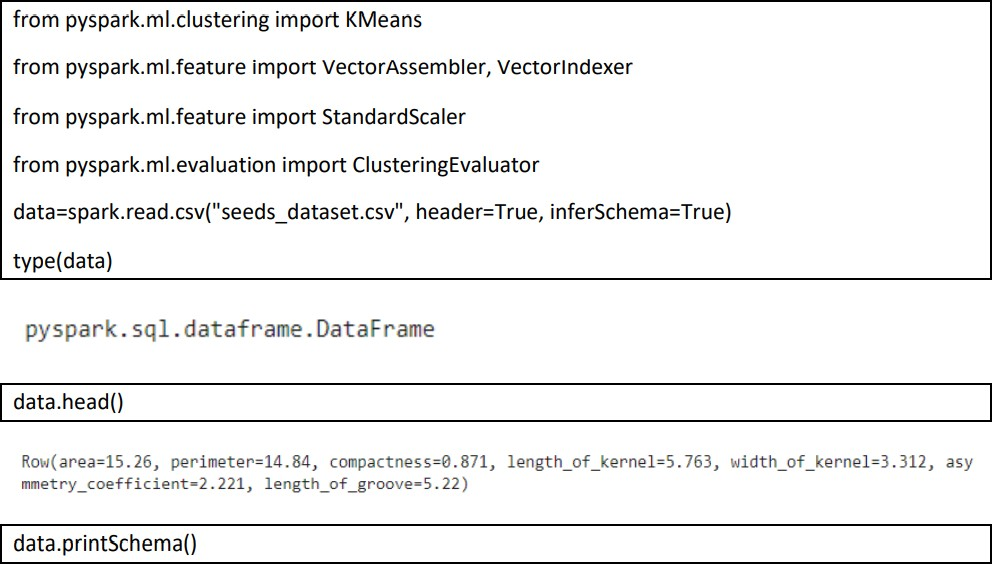 from pyspark.ml.clustering import KMeans
from pyspark.ml.feature import VectorAssembler, VectorIndexer
from pyspark.ml.feature import StandardScaler
from pyspark.ml.evaluation import ClusteringEvaluator
data=spark.read.csv("seeds_dataset.csv", header=True, inferSchema=True)
type(data)
pyspark.sql.dataframe.DataFrame
data.head()
Row(area=15.26, perimeter=14.84, compactness=0.871, length_of_kernel=5.763, width_of_kernel=3.312, asy
mmetry_coefficient=2.221, length_of_groove=5.22)
data.printSchema()